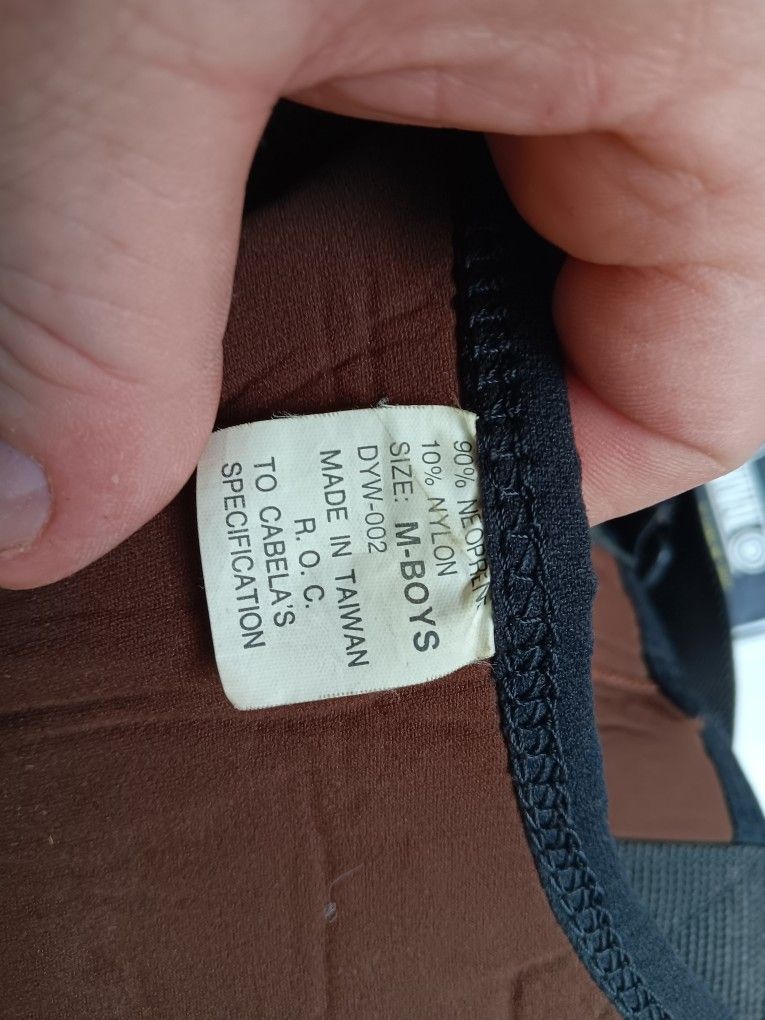 90% NEOPREN
10% NYLON
SIZE: M-BOYS
DYW-002
MADE IN TAIWAN
R. O. C.
TO CABELA'S
SPECIFICATION